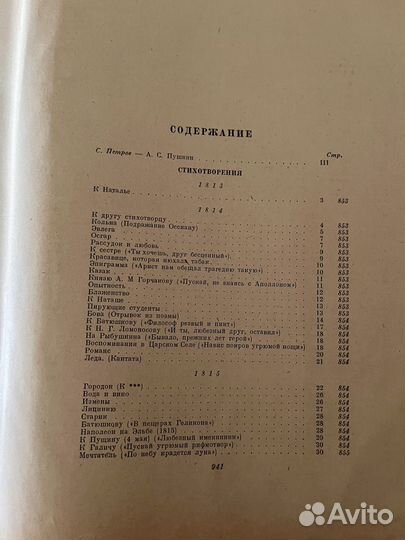 СОДЕРЖАНИЕ
Стр.
С. Петров — А. С. Пушкин III
СТИХОТВОРЕНИЯ
1813
К Наталье 3 853
1814
К другу стихотворцу 4 853
Кольна (Подражание Оссиану) 5 853
Эвлега 5 853
Осгар 7 853
Рассудок и любовь 7 853
К сестре («Ты хочешь, друг бесценный») 8 853
Красавице, которая нюхала табак 9 853
Эпиграмма («Арист нам обещал трагедию такую») 10 853
Казак 10 853
Князю А. М Горчакову («Пускай, не знаясь с Аполлоном») 11 853
Опытность 11 853
Блаженство 12 853
К Наташе 12 853
Пирующие студенты 13 853
Бова (Отрывок из поэмы) 13 853
К Батюшкову («Философ резвый и пиит») 16 854
К Н. Г. Ломоносову («И ты, любезный друг, оставил») 17 854
На Рыбушкина («Бывало, прежних лет герой») 18 854
Воспоминания в Царском Селе («Навис покров угрюмой нощи») 18 854
Романс 20 854
Леда. (Кантата) 21 854
1815
Городок (К ***) 22 854
Вода и вино 26 854
Измены 26 854
Лицинию 27 854
Старик 28 854
Батюшкову («В пещерах Геликона») 28 854
Наполеон на Эльбе (1815) 28 854
К Пущину (4 мая) («Любезный именинник») 29 854
К Галичу («Пускай угрюмый рифмотвор») 30 854
Мечтатель («По небу крадется луна») 30 855
941
Avito